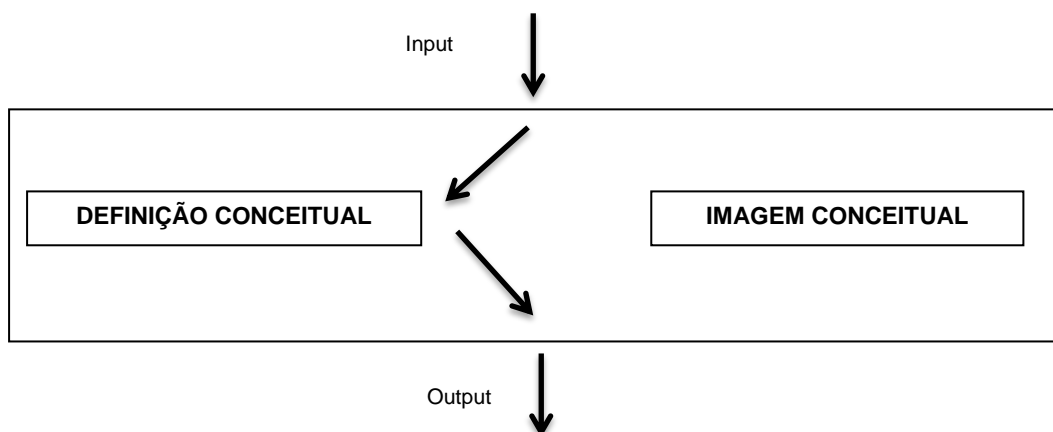 Input
DEFINIÇÃO CONCEITUAL
IMAGEM CONCEITUAL
Output